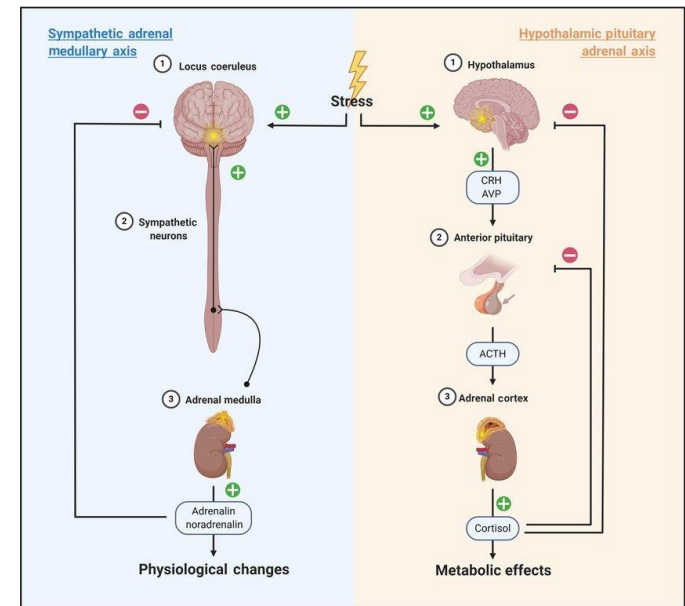 Sympathetic adrenal
medullary axis
Hypothalamic pituitary
adrenal axis
1 Locus coeruleus
Stress
1 Hypothalamus
CRH
AVP
2 Sympathetic
neurons
2 Anterior pituitary
ACTH
3 Adrenal medulla
3 Adrenal cortex
Adrenalin
noradrenalin
Cortisol
Physiological changes
Metabolic effects